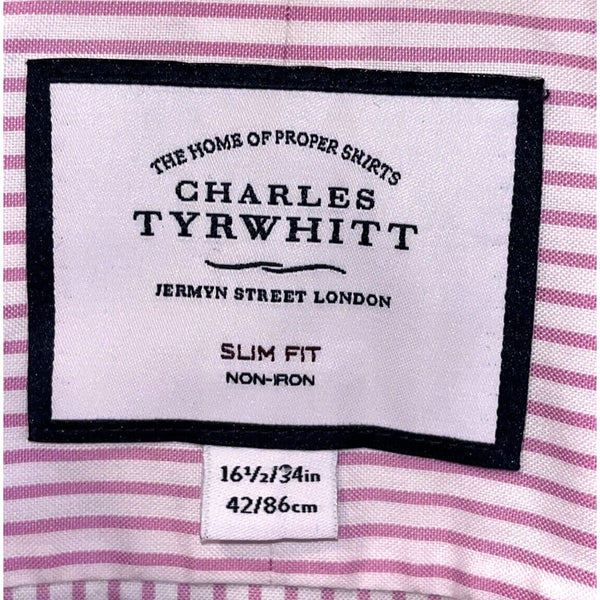 THE HOME OF PROPER SHIRTS
CHARLES
TYRWHITT
JERMYN STREET LONDON
SLIM FIT
NON-IRON
16½/34in
42/86cm